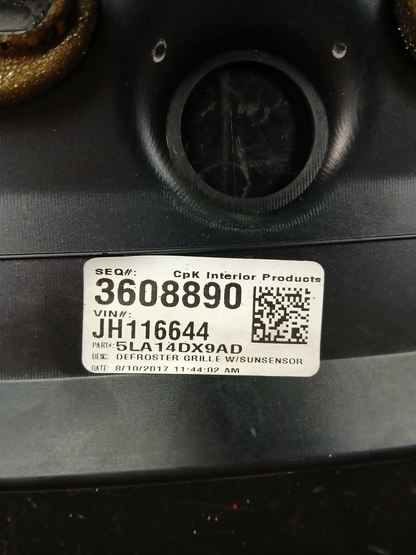 SEQ#: CpK Interior Products
3608890
VIN#:
JH116644
PART#: 5LA14DX9AD
DESC: DEFROSTER GRILLE W/SUNSENSOR
DATE: 8/10/2017 11:44:02 AM